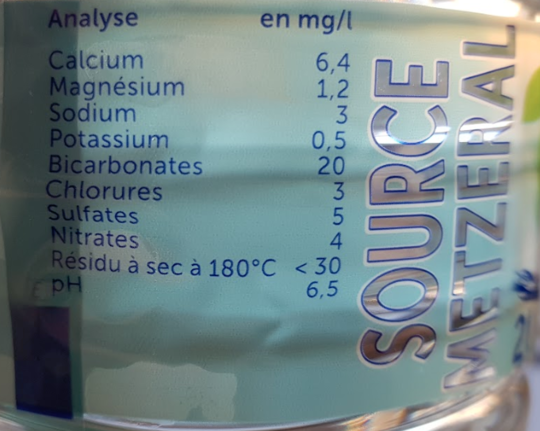 Analyse en mg/l
Calcium 6,4
Magnésium 1,2
Sodium 3
Potassium 0,5
Bicarbonates 20
Chlorures 3
Sulfates 5
Nitrates 4
Résidu à sec à 180°C < 30
pH 6,5
SOURCE
METZERAL